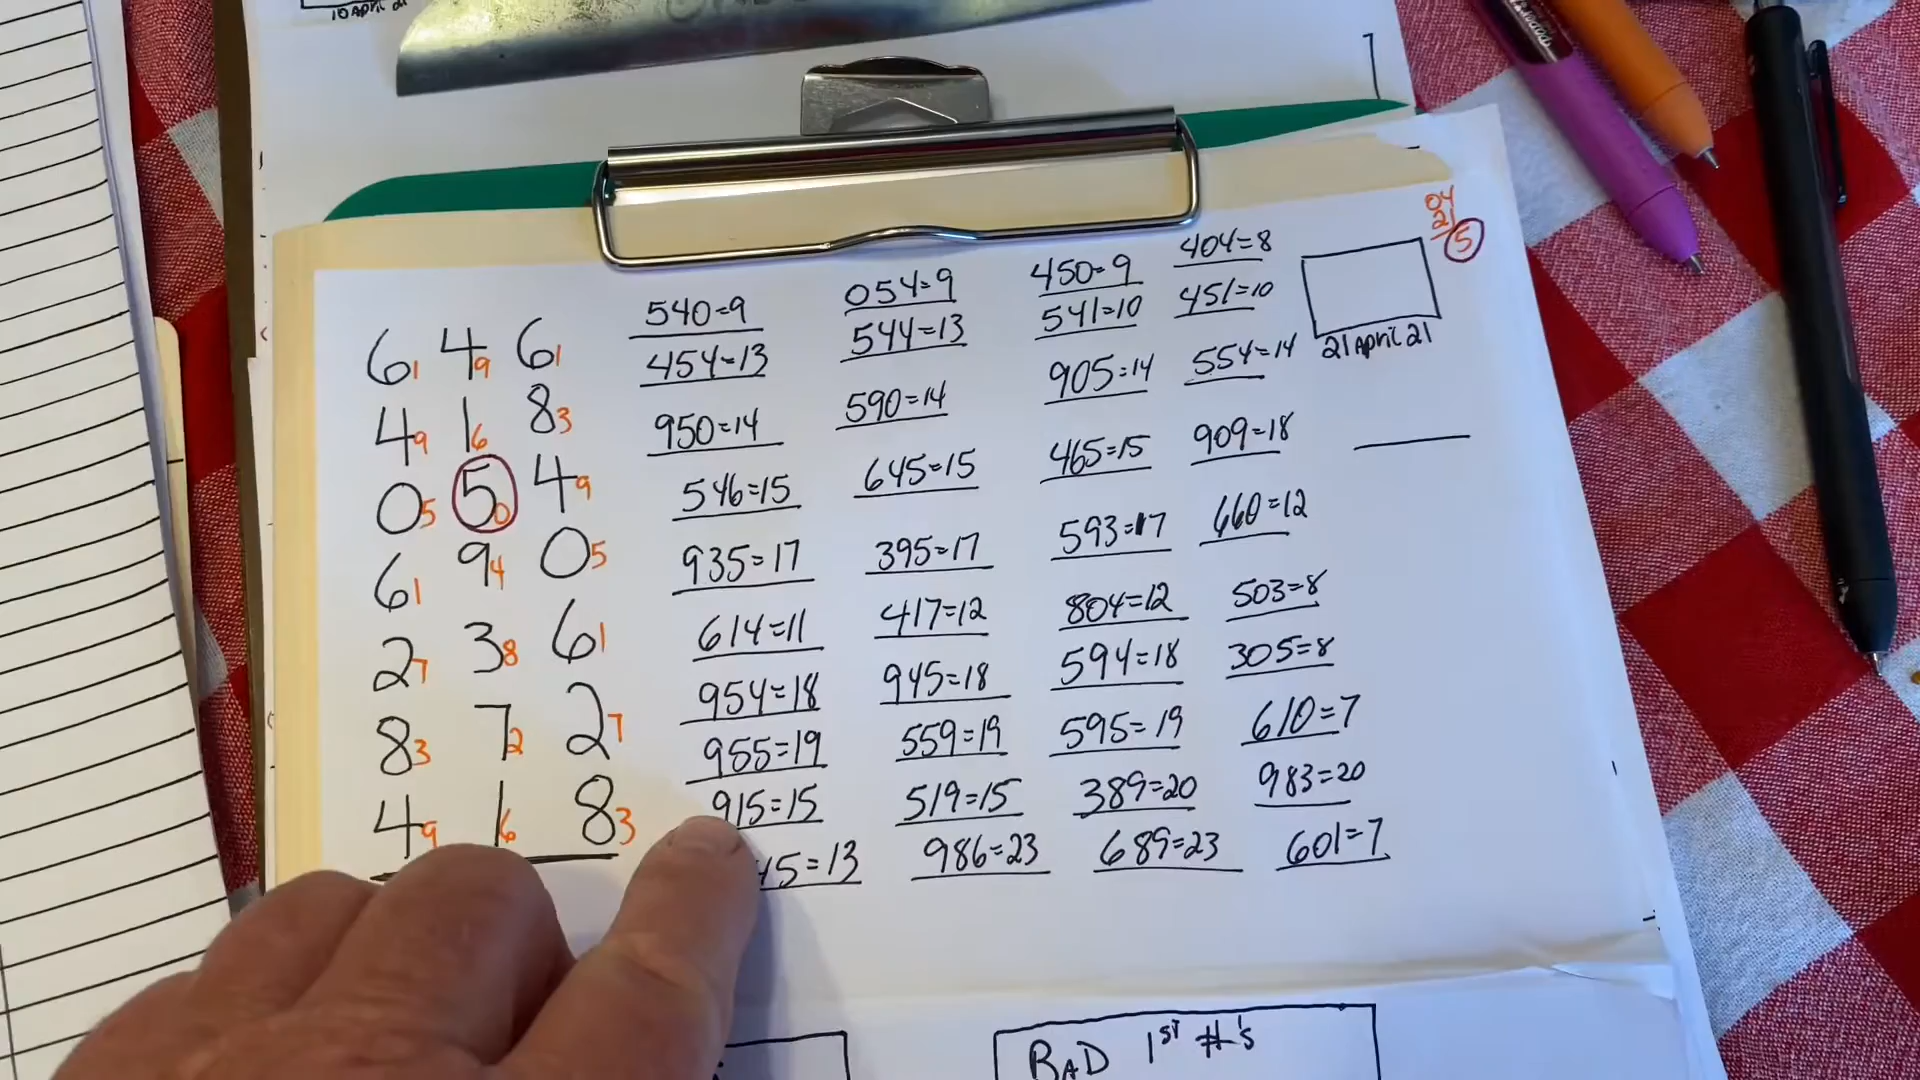 10 April 21
04
21
5
404=8
540=9 054=9 450=9
451=10
6 1 4 9 6 1
454=13 544=13 541=10
21 April 21
4 9 1 6 8 3
950=14 590=14 905=14 554=14
0 5 5 0 4 9
546=15 645=15 465=15 909=18
6 1 9 4 0 5
935=17 395=17 593=17 660=12
2 7 3 8 6 1
614=11 417=12 804=12 503=8
954=18 945=18 594=18 305=8
8 3 7 2 2 7
955=19 559=19 595=19 610=7
4 9 1 6 8 3
915=15 519=15 389=20 983=20
45=13 986=23 689=23 601=7
BAD 1ST #'s